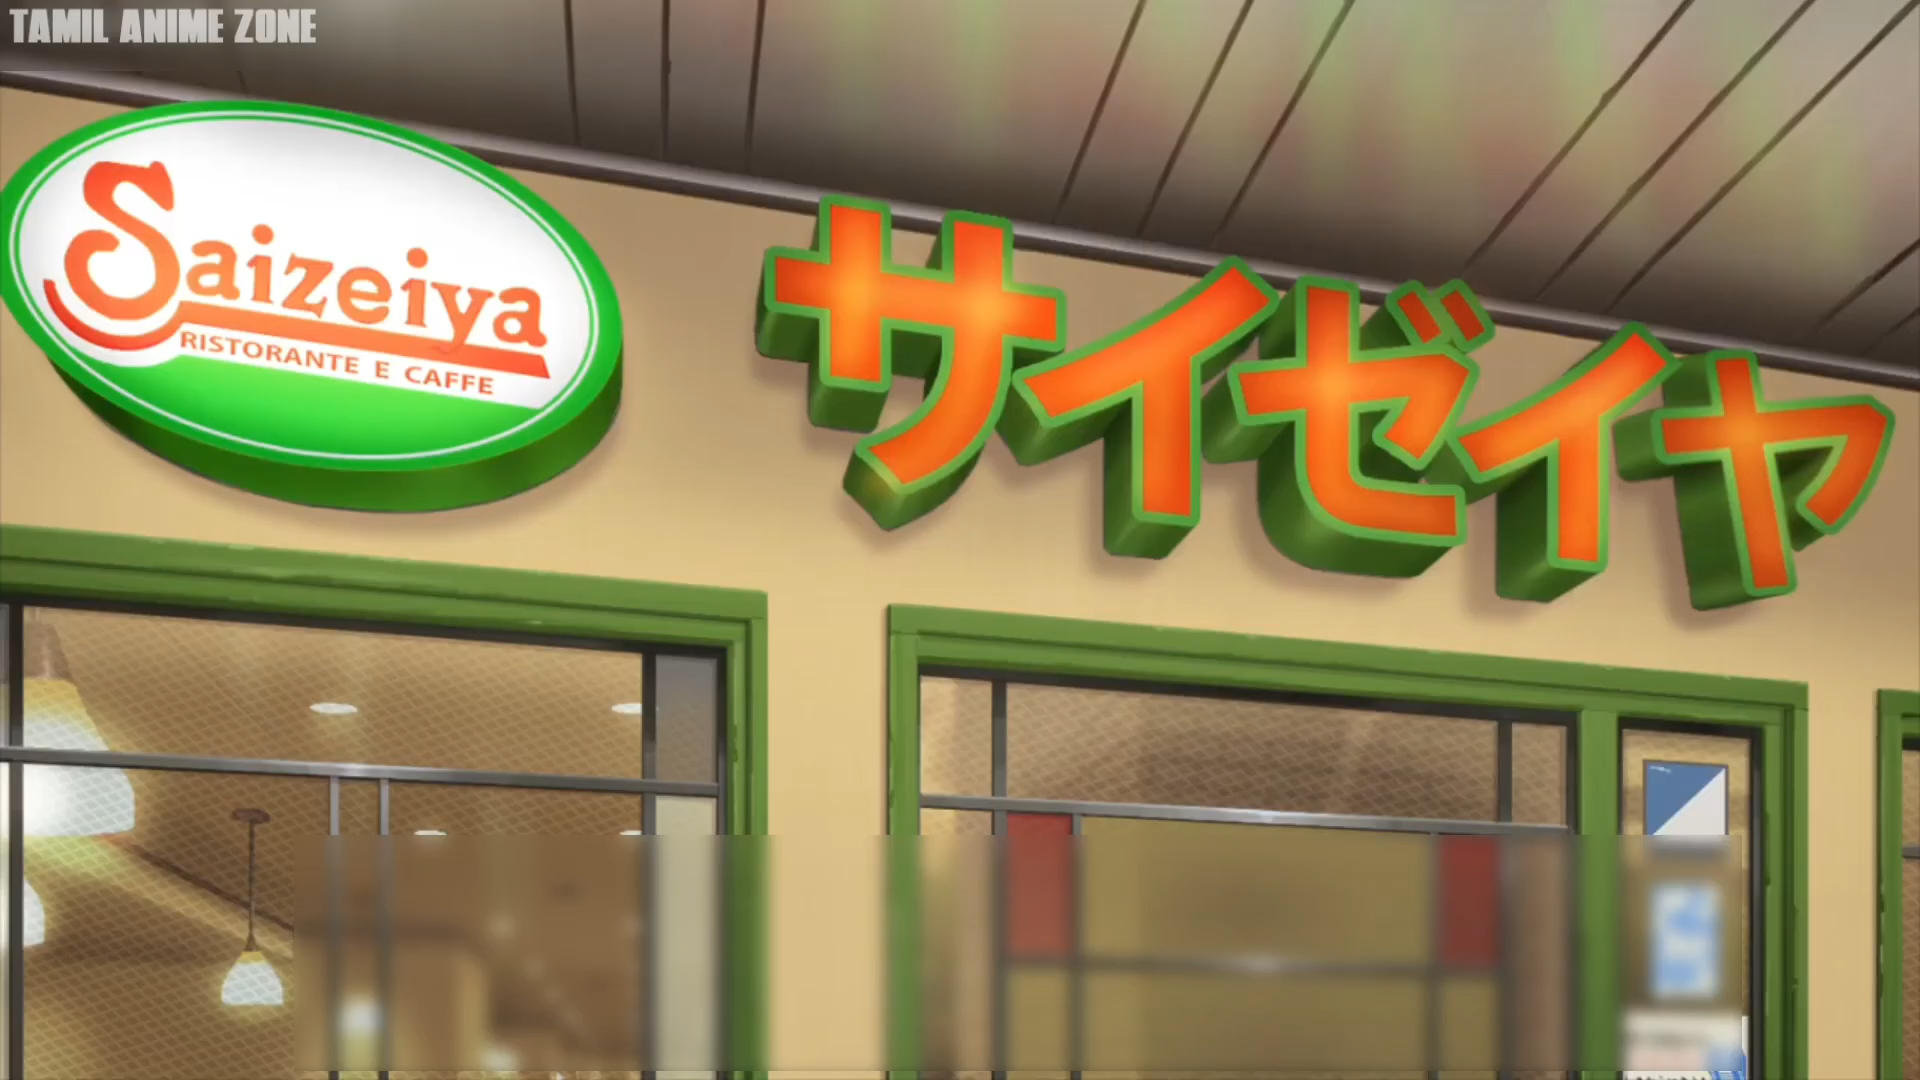 TAMIL ANIME ZONE
Saizeiya
RISTORANTE E CAFFE
サイゼイヤ